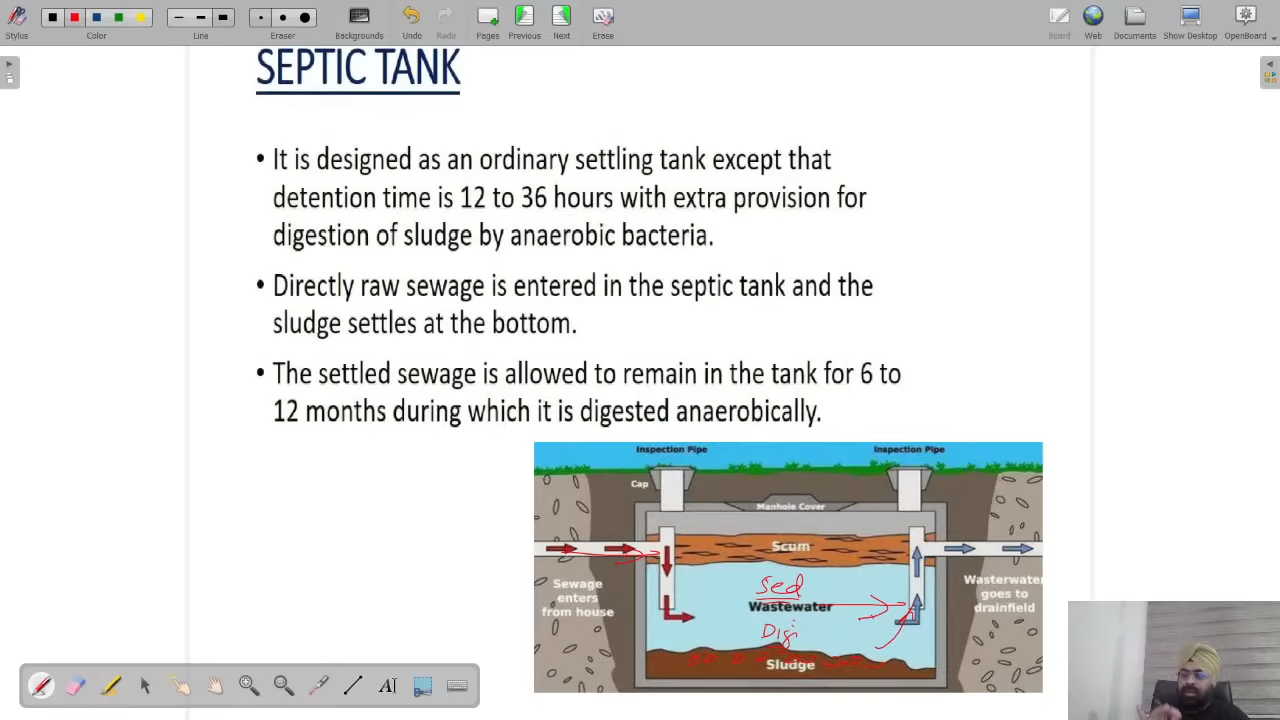 Stylus
Color
Line
Eraser
Backgrounds
Undo
Redo
Pages
Previous
Next
Erase
Board
Web
Documents
Show Desktop
OpenBoard
SEPTIC TANK
• It is designed as an ordinary settling tank except that
detention time is 12 to 36 hours with extra provision for
digestion of sludge by anaerobic bacteria.
• Directly raw sewage is entered in the septic tank and the
sludge settles at the bottom.
• The settled sewage is allowed to remain in the tank for 6 to
12 months during which it is digested anaerobically.
Inspection Pipe
Inspection Pipe
Cap
Manhole Cover
Scum
Sewage
enters
from house
sed
Wastewater
Digi
Sludge
Wasterwater
goes to
drainfield